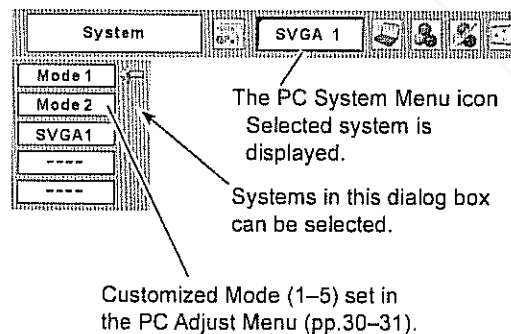 System
SVGA 1
Mode 1
Mode 2
SVGA1
----
----
The PC System Menu icon
Selected system is
displayed.
Systems in this dialog box
can be selected.
Customized Mode (1–5) set in
the PC Adjust Menu (pp.30–31).